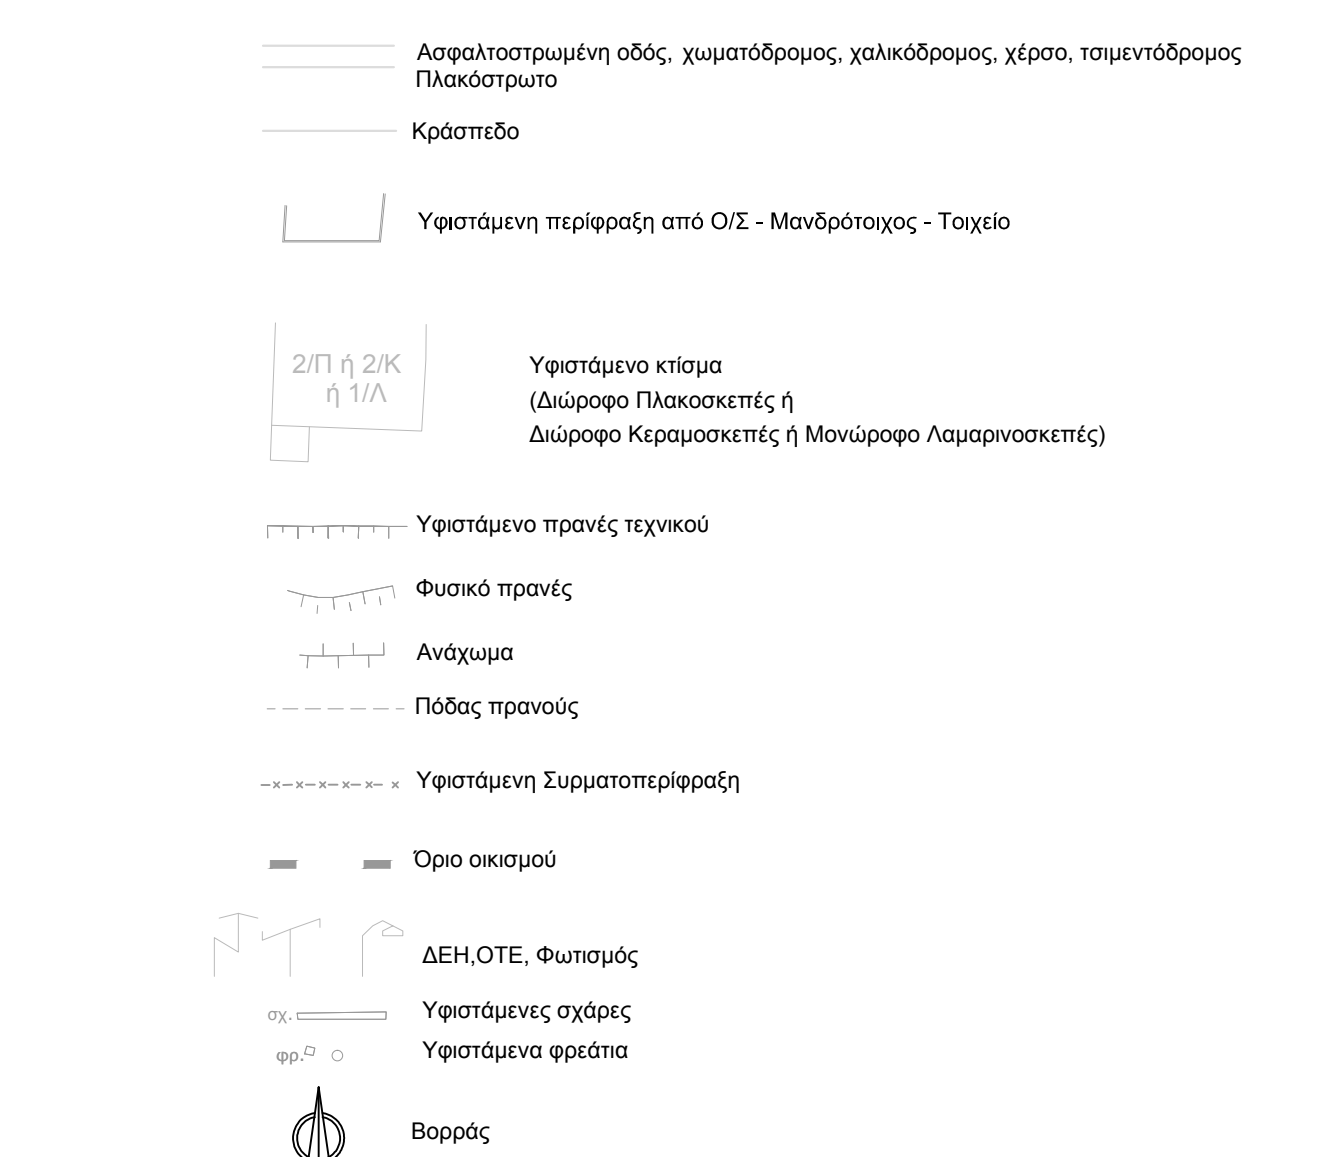 Ασφαλτοστρωμένη οδός, χωματόδρομος, χαλικόδρομος, χέρσο, τσιμεντόδρομος
Πλακόστρωτο
Κράσπεδο
Υφιστάμενη περίφραξη από Ο/Σ - Μανδρότοιχος - Τοιχείο
2/Π ή 2/Κ
ή 1/Λ
Υφιστάμενο κτίσμα
(Διώροφο Πλακοσκεπές ή
Διώροφο Κεραμοσκεπές ή Μονώροφο Λαμαρινοσκεπές)
Υφιστάμενο πρανές τεχνικού
Φυσικό πρανές
Ανάχωμα
Πόδας πρανούς
Υφιστάμενη Συρματοπερίφραξη
Όριο οικισμού
ΔΕΗ,ΟΤΕ, Φωτισμός
σχ. Υφιστάμενες σχάρες
φρ. Υφιστάμενα φρεάτια
Βορράς